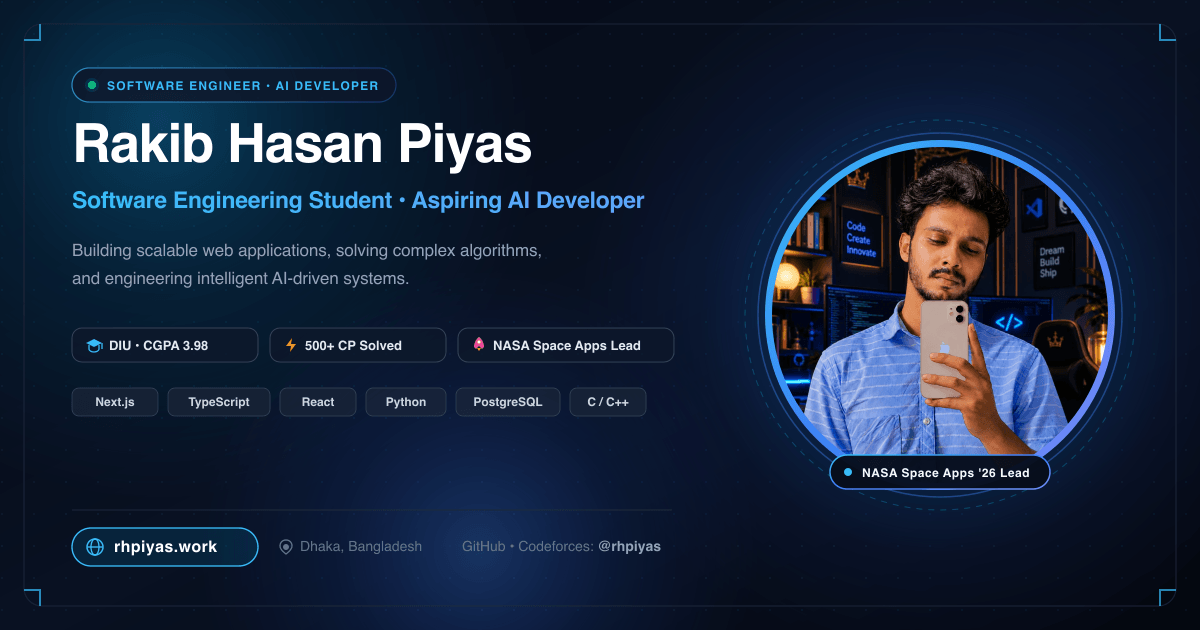 SOFTWARE ENGINEER • AI DEVELOPER
Rakib Hasan Piyas
Software Engineering Student • Aspiring AI Developer
Building scalable web applications, solving complex algorithms,
and engineering intelligent AI-driven systems.
DIU • CGPA 3.98
500+ CP Solved
NASA Space Apps Lead
Next.js
TypeScript
React
Python
PostgreSQL
C / C++
rhpiyas.work
Dhaka, Bangladesh
GitHub • Codeforces: @rhpiyas
Code
Create
Innovate
Dream
Build
Ship
</>
NASA Space Apps '26 Lead